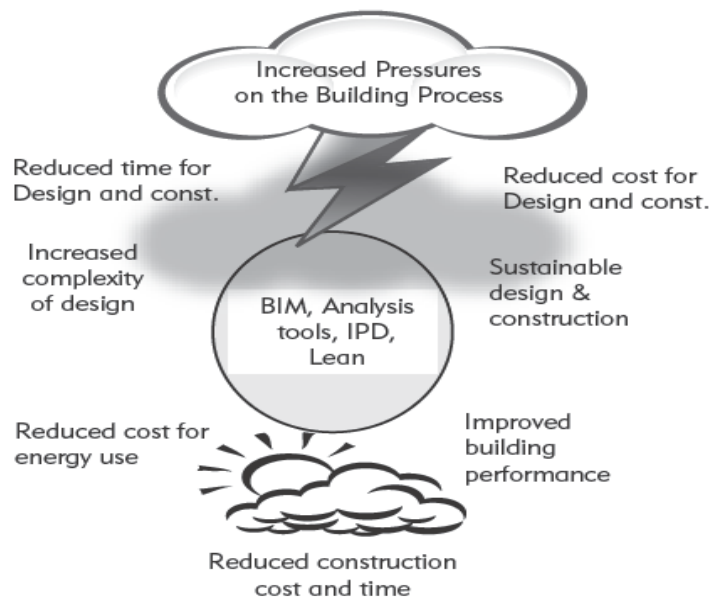 Increased Pressures
on the Building Process
Reduced time for
Design and const.
Reduced cost for
Design and const.
Increased
complexity
of design
Sustainable
design &
construction
BIM, Analysis
tools, IPD,
Lean
Reduced cost for
energy use
Improved
building
performance
Reduced construction
cost and time